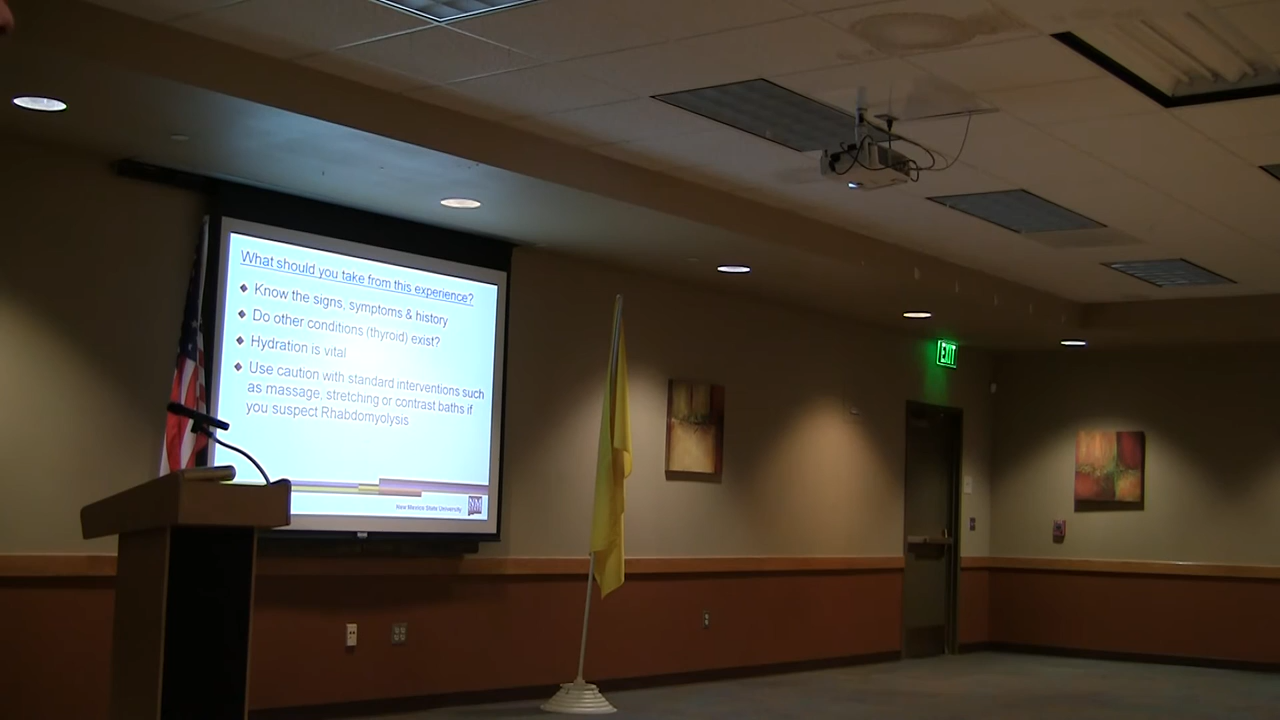 What should you take from this experience?
Know the signs, symptoms & history
Do other conditions (thyroid) exist?
Hydration is vital
Use caution with standard interventions such
as massage, stretching or contrast baths if
you suspect Rhabdomyolysis
New Mexico State University
NM
EXIT